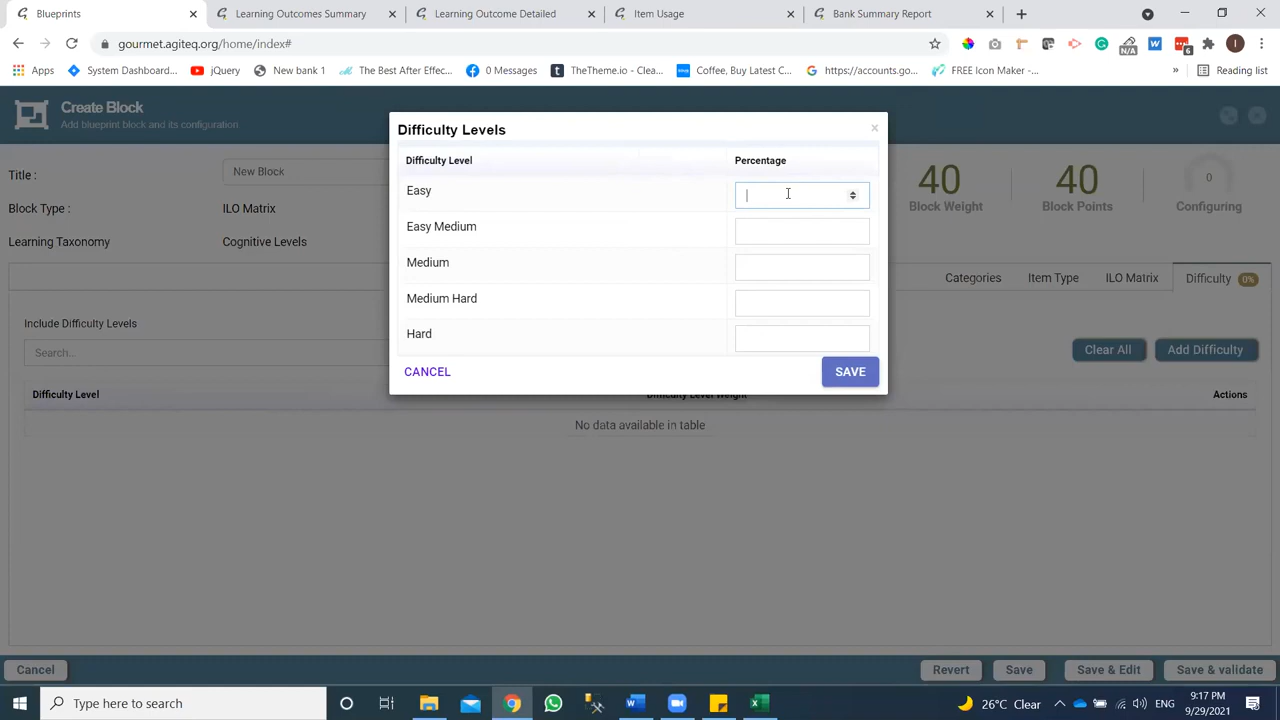 Blueprints
Learning Outcomes Summary
Learning Outcome Detailed
Item Usage
Bank Summary Report
gourmet.agiteq.org/home/index#
N/A
6
I
Apps
System Dashboard...
jQuery
New bank 1
The Best After Effec...
0 Messages
TheTheme.io - Clea...
Coffee, Buy Latest C...
https://accounts.go...
FREE Icon Maker -...
»
Reading list
Create Block
Add blueprint block and its configuration
Title :
New Block
40
Block Weight
40
Block Points
0
Configuring
Block Type :
ILO Matrix
Learning Taxonomy
Cognitive Levels
Categories
Item Type
ILO Matrix
Difficulty
0%
Include Difficulty Levels
Search...
Clear All
Add Difficulty
Difficulty Level
Difficulty Level Weight
Actions
No data available in table
Difficulty Levels
×
Difficulty Level
Percentage
Easy
Easy Medium
Medium
Medium Hard
Hard
CANCEL
SAVE
Cancel
Revert
Save
Save & Edit
Save & validate
Type here to search
26°C Clear
ENG
9:17 PM
9/29/2021